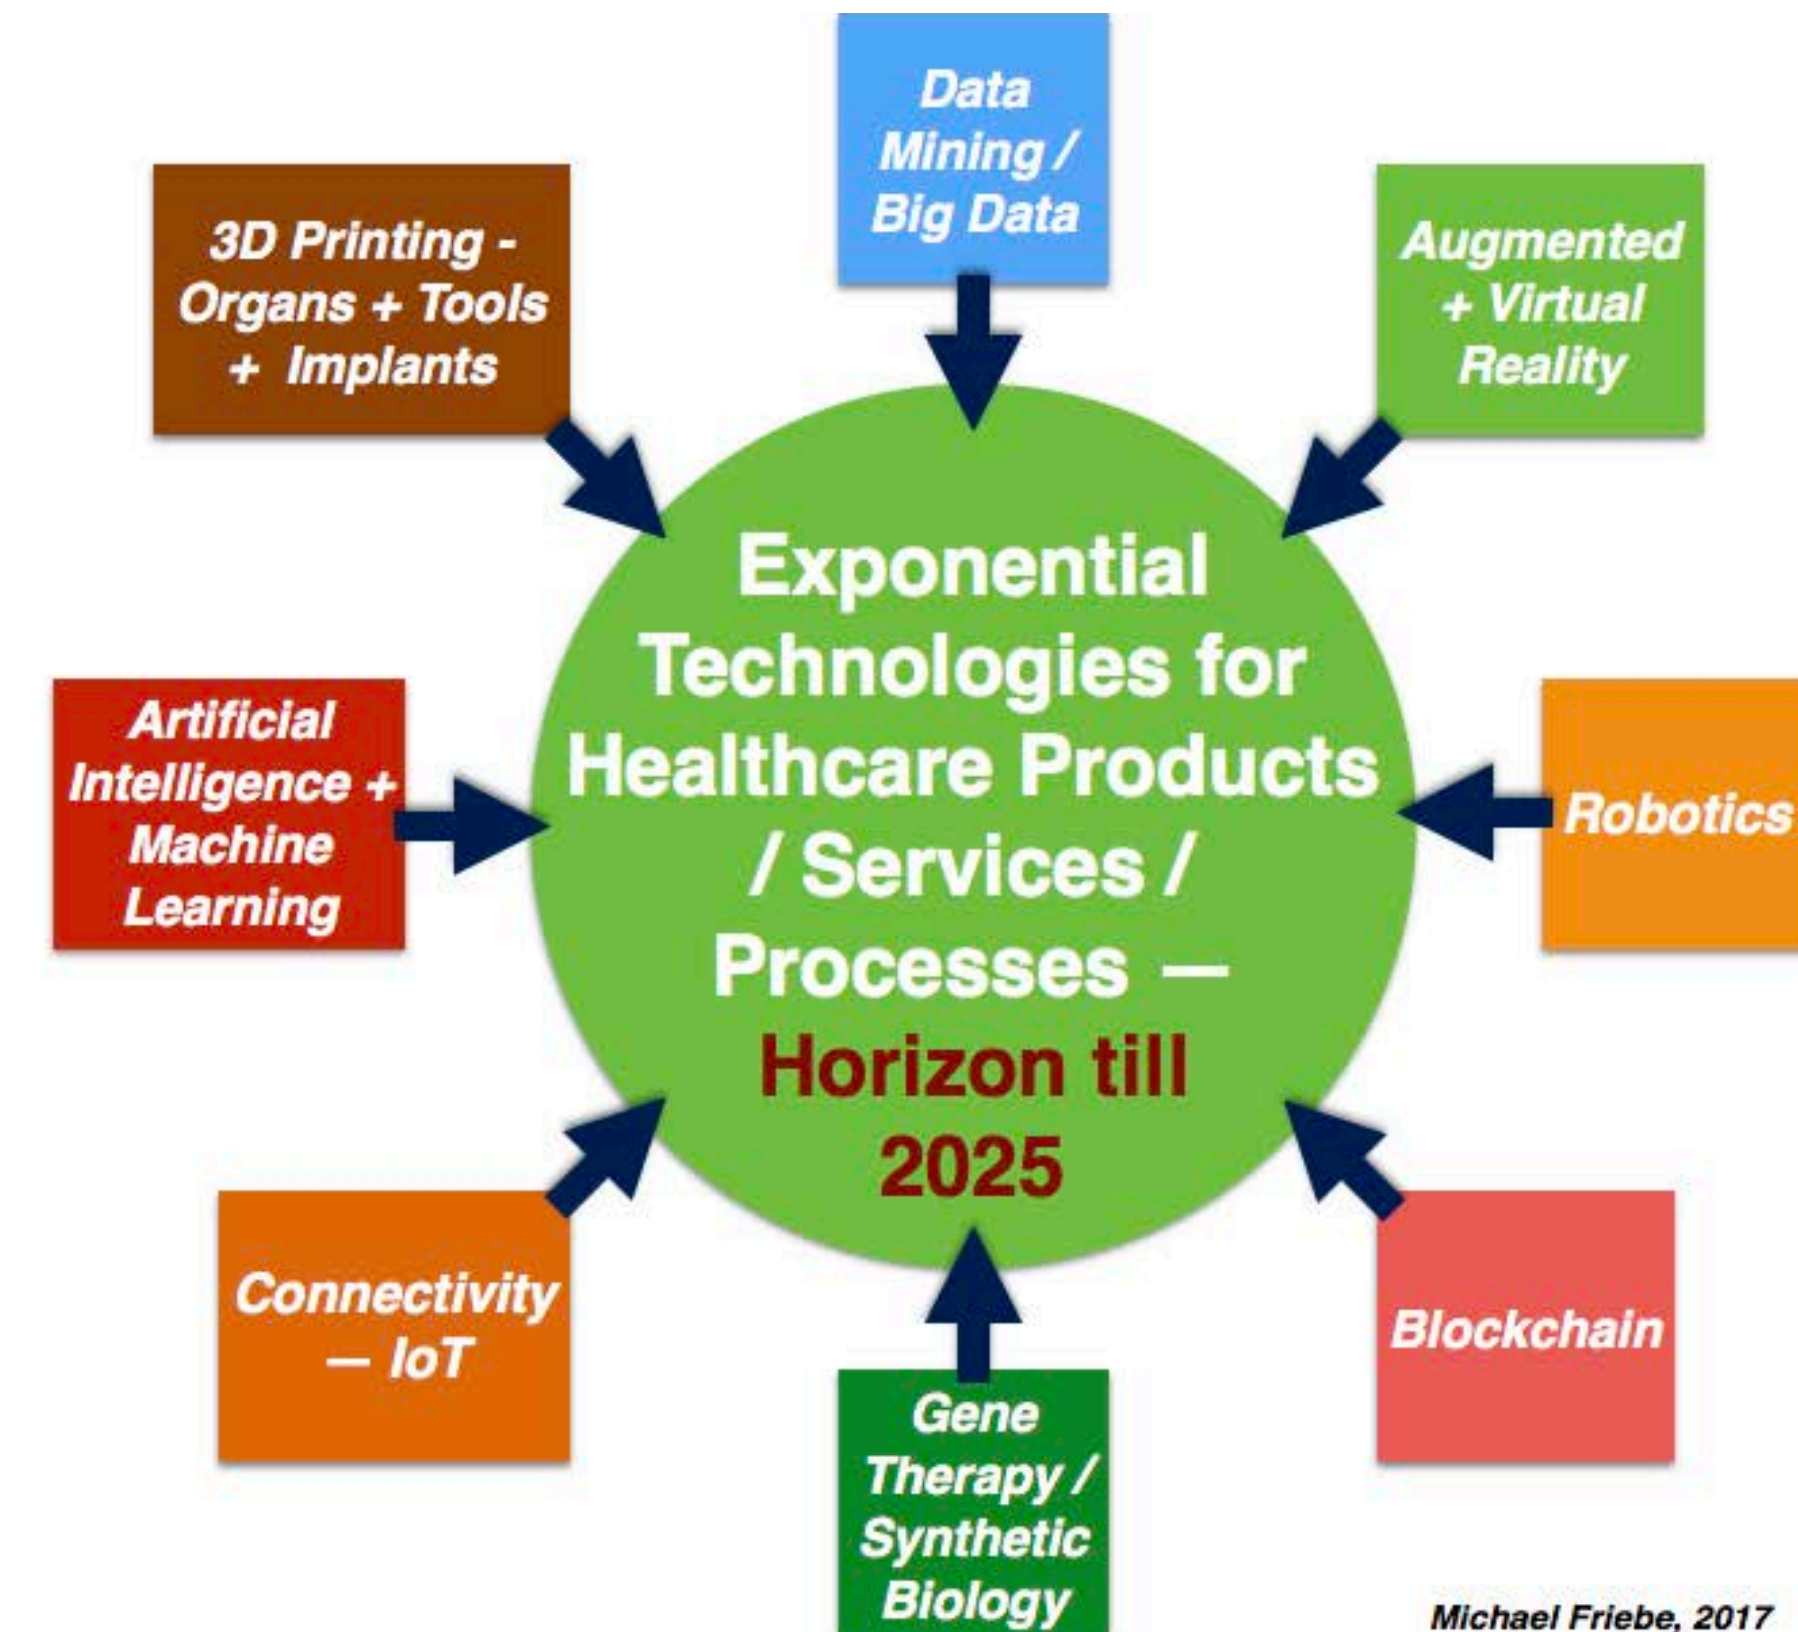 Data
Mining /
Big Data
3D Printing -
Organs + Tools
+ Implants
Augmented
+ Virtual
Reality
Exponential
Technologies for
Healthcare Products
/ Services /
Processes —
Horizon till
2025
Artificial
Intelligence +
Machine
Learning
Robotics
Connectivity
— IoT
Blockchain
Gene
Therapy /
Synthetic
Biology
Michael Friebe, 2017